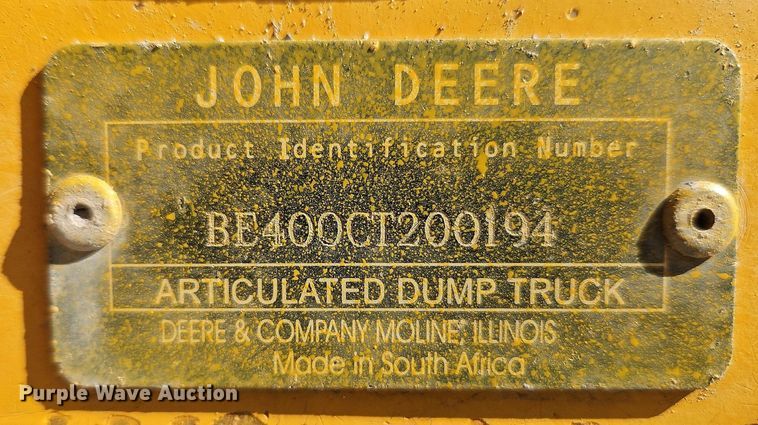 JOHN DEERE
Product Identification Number
BE400CT200194
ARTICULATED DUMP TRUCK
DEERE & COMPANY MOLINE, ILLINOIS
Made in South Africa
Purple Wave Auction